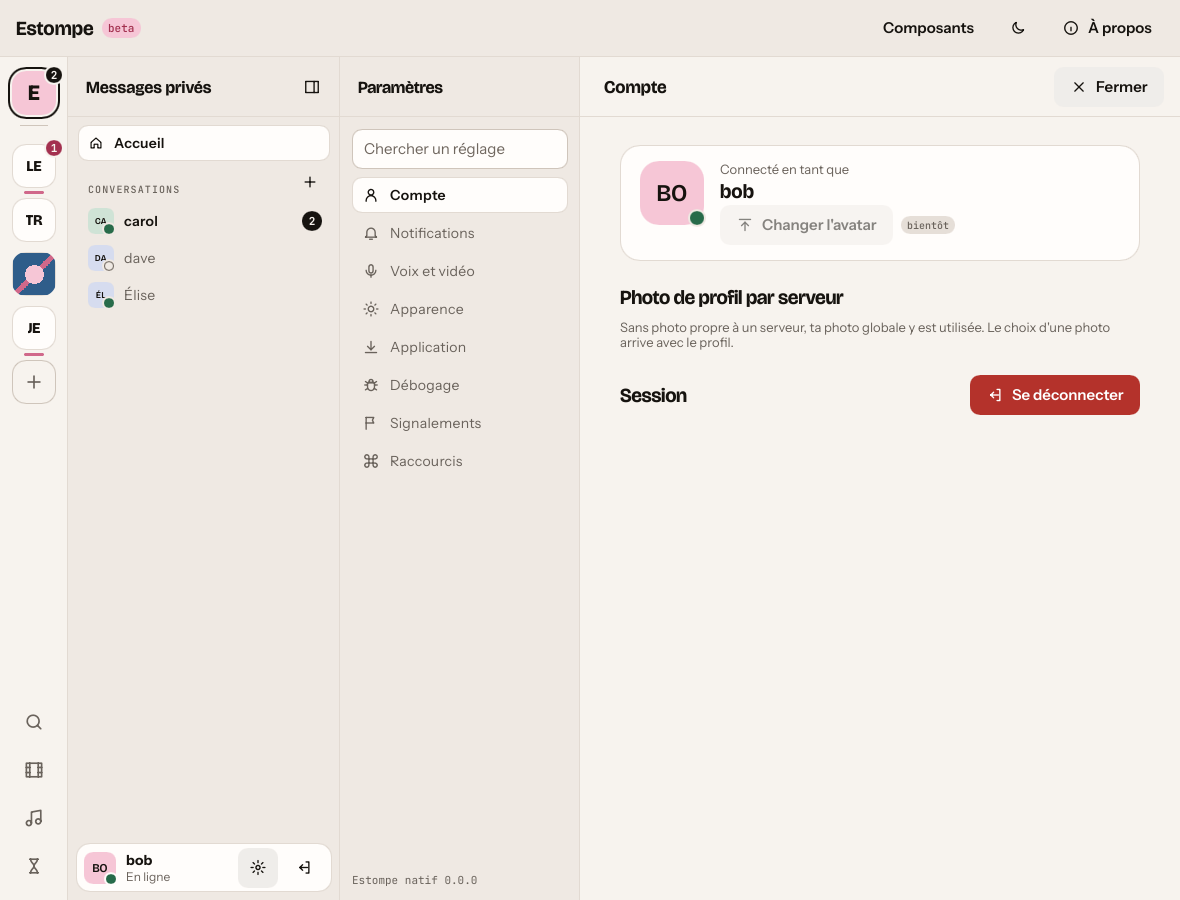 Estompe beta
Composants
À propos
E
2
LE
1
TR
JE
Messages privés
Accueil
CONVERSATIONS
CA
carol
2
DA
dave
ÉL
Élise
BO
bob
En ligne
Paramètres
Chercher un réglage
Compte
Notifications
Voix et vidéo
Apparence
Application
Débogage
Signalements
Raccourcis
Estompe natif 0.0.0
Compte
Fermer
BO
Connecté en tant que
bob
Changer l'avatar
bientôt
Photo de profil par serveur
Sans photo propre à un serveur, ta photo globale y est utilisée. Le choix d'une photo
arrive avec le profil.
Session
Se déconnecter